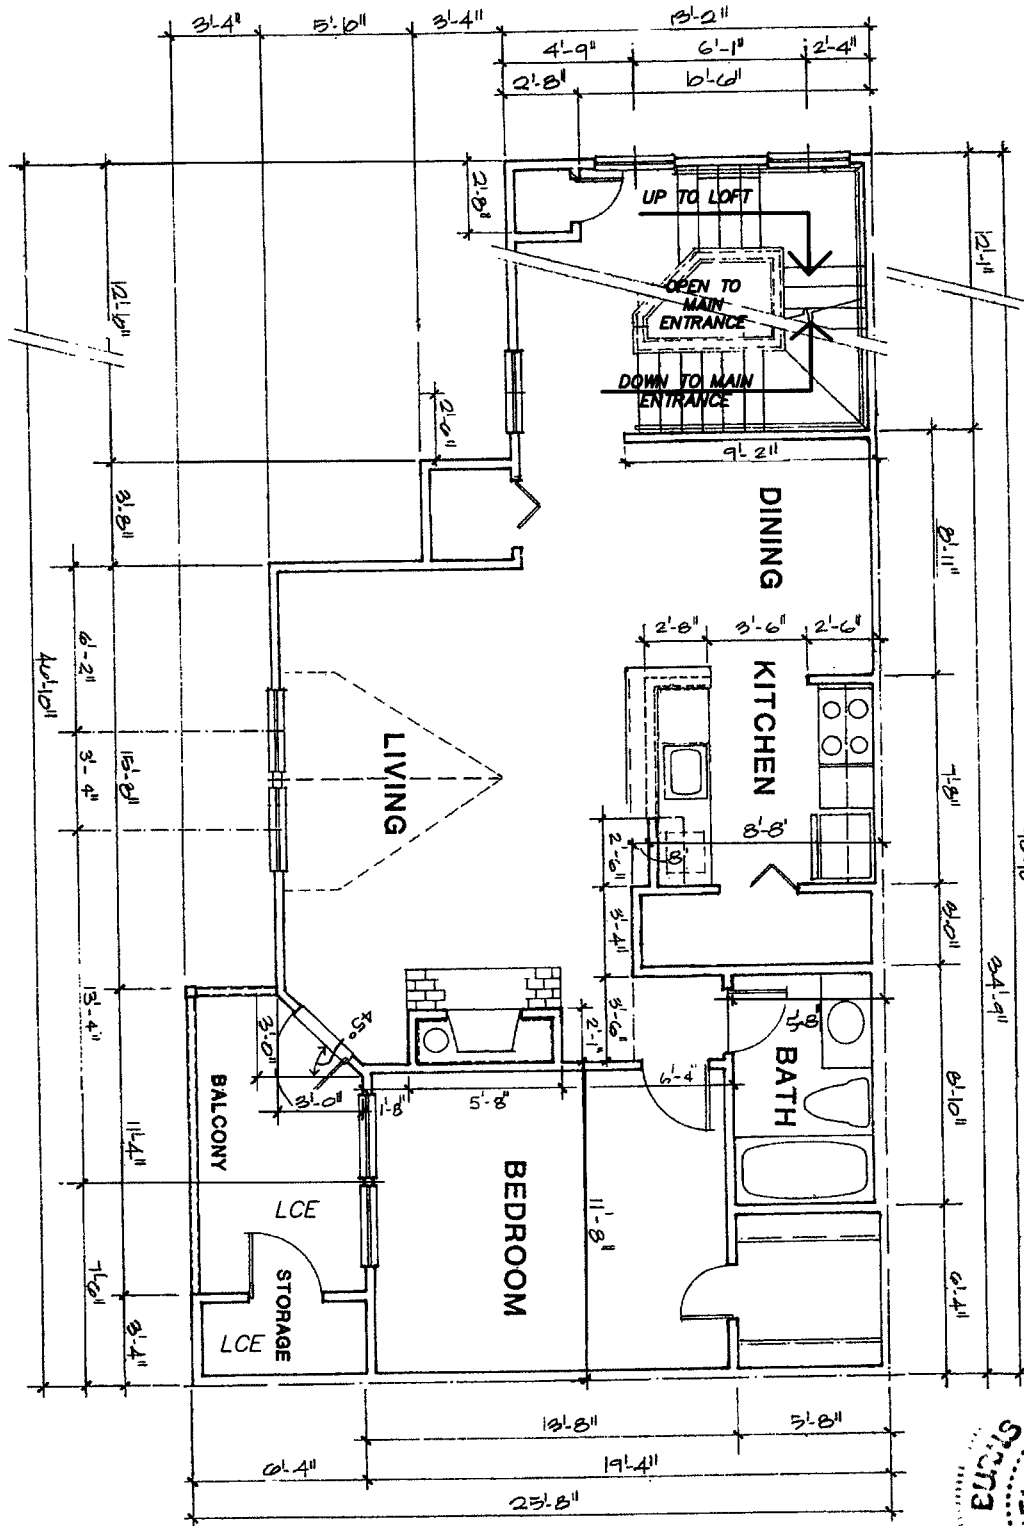 3'-4" 5'-10" 3'-4" 13'-2"
4'-9" 6'-1" 2'-4"
2'-8" 10'-6"
2'-8"
UP TO LOFT
12'-1"
OPEN TO
MAIN
ENTRANCE
12'-6"
DOWN TO MAIN
ENTRANCE
2'-6"
9'-2"
3'-8"
DINING
8'-11"
2'-8" 3'-6" 2'-6"
6'-2"
46'-10"
KITCHEN
LIVING
3'-4"
15'-8"
7'-8"
8'-8"
8"
2'-6"
3'-4"
3'-0"
34'-9"
13'-4"
3'-0"
45°
2'-1"
3'-6"
5'-8"
BATH
6'-4"
3'-0"
1'-8"
5'-8"
8'-10"
BALCONY
11'-4"
BEDROOM
11'-8"
LCE
STORAGE
7'-6"
LCE
3'-4"
6'-4"
13'-8" 5'-8"
6'-4" 19'-4"
25'-8"